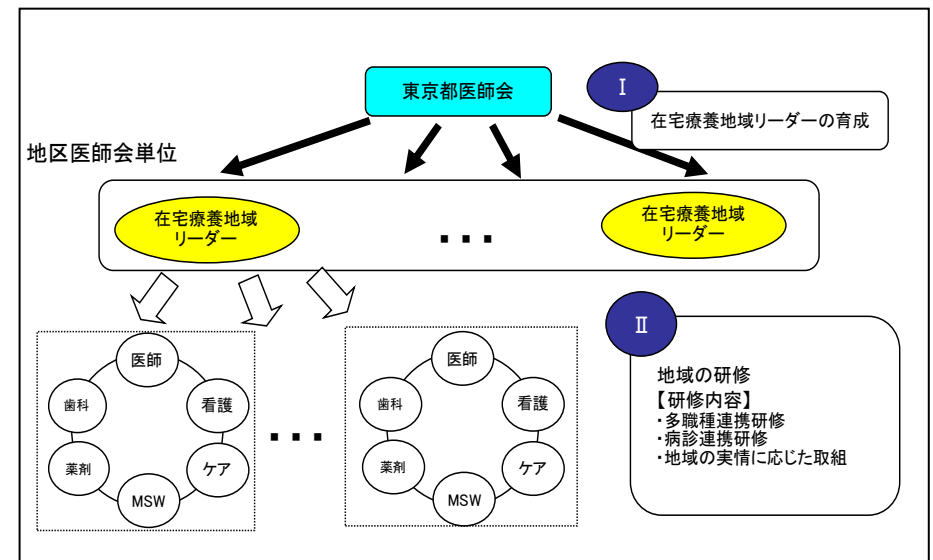 東京都医師会
Ⅰ
在宅療養地域リーダーの育成
地区医師会単位
在宅療養地域
リーダー
・・・
在宅療養地域
リーダー
医師
歯科
看護
薬剤
ケア
MSW
・・・
医師
歯科
看護
薬剤
ケア
MSW
Ⅱ
地域の研修
【研修内容】
・多職種連携研修
・病診連携研修
・地域の実情に応じた取組